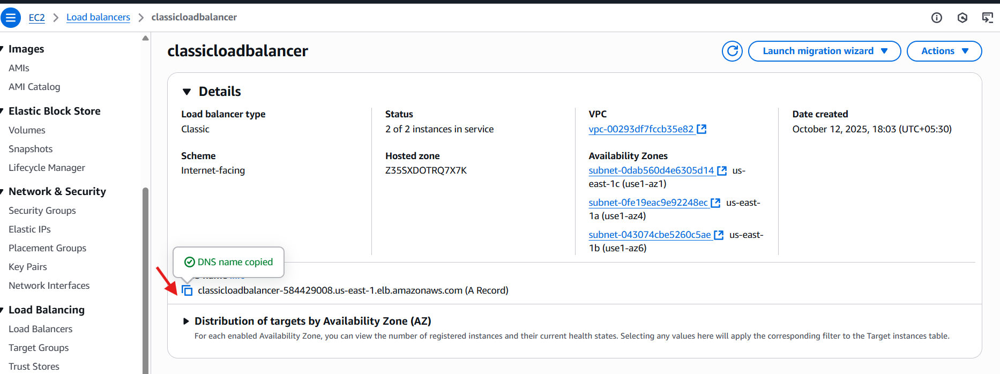 EC2 > Load balancers > classicloadbalancer
Images
AMIs
AMI Catalog
Elastic Block Store
Volumes
Snapshots
Lifecycle Manager
Network & Security
Security Groups
Elastic IPs
Placement Groups
Key Pairs
Network Interfaces
Load Balancing
Load Balancers
Target Groups
Trust Stores
classicloadbalancer
Launch migration wizard
Actions
Details
Load balancer type
Classic
Scheme
Internet-facing
Status
2 of 2 instances in service
Hosted zone
Z35SXDOTRQ7X7K
VPC
vpc-00293df7fccb35e82
Availability Zones
subnet-0dab560d4e6305d14 us-
east-1c (use1-az1)
subnet-0fe19eac9e92248ec us-east-
1a (use1-az4)
subnet-043074cbe5260c5ae us-east-
1b (use1-az6)
Date created
October 12, 2025, 18:03 (UTC+05:30)
DNS name copied
classicloadbalancer-584429008.us-east-1.elb.amazonaws.com (A Record)
Distribution of targets by Availability Zone (AZ)
For each enabled Availability Zone, you can view the number of registered instances and their current health states. Selecting any values here will apply the corresponding filter to the Target instances table.